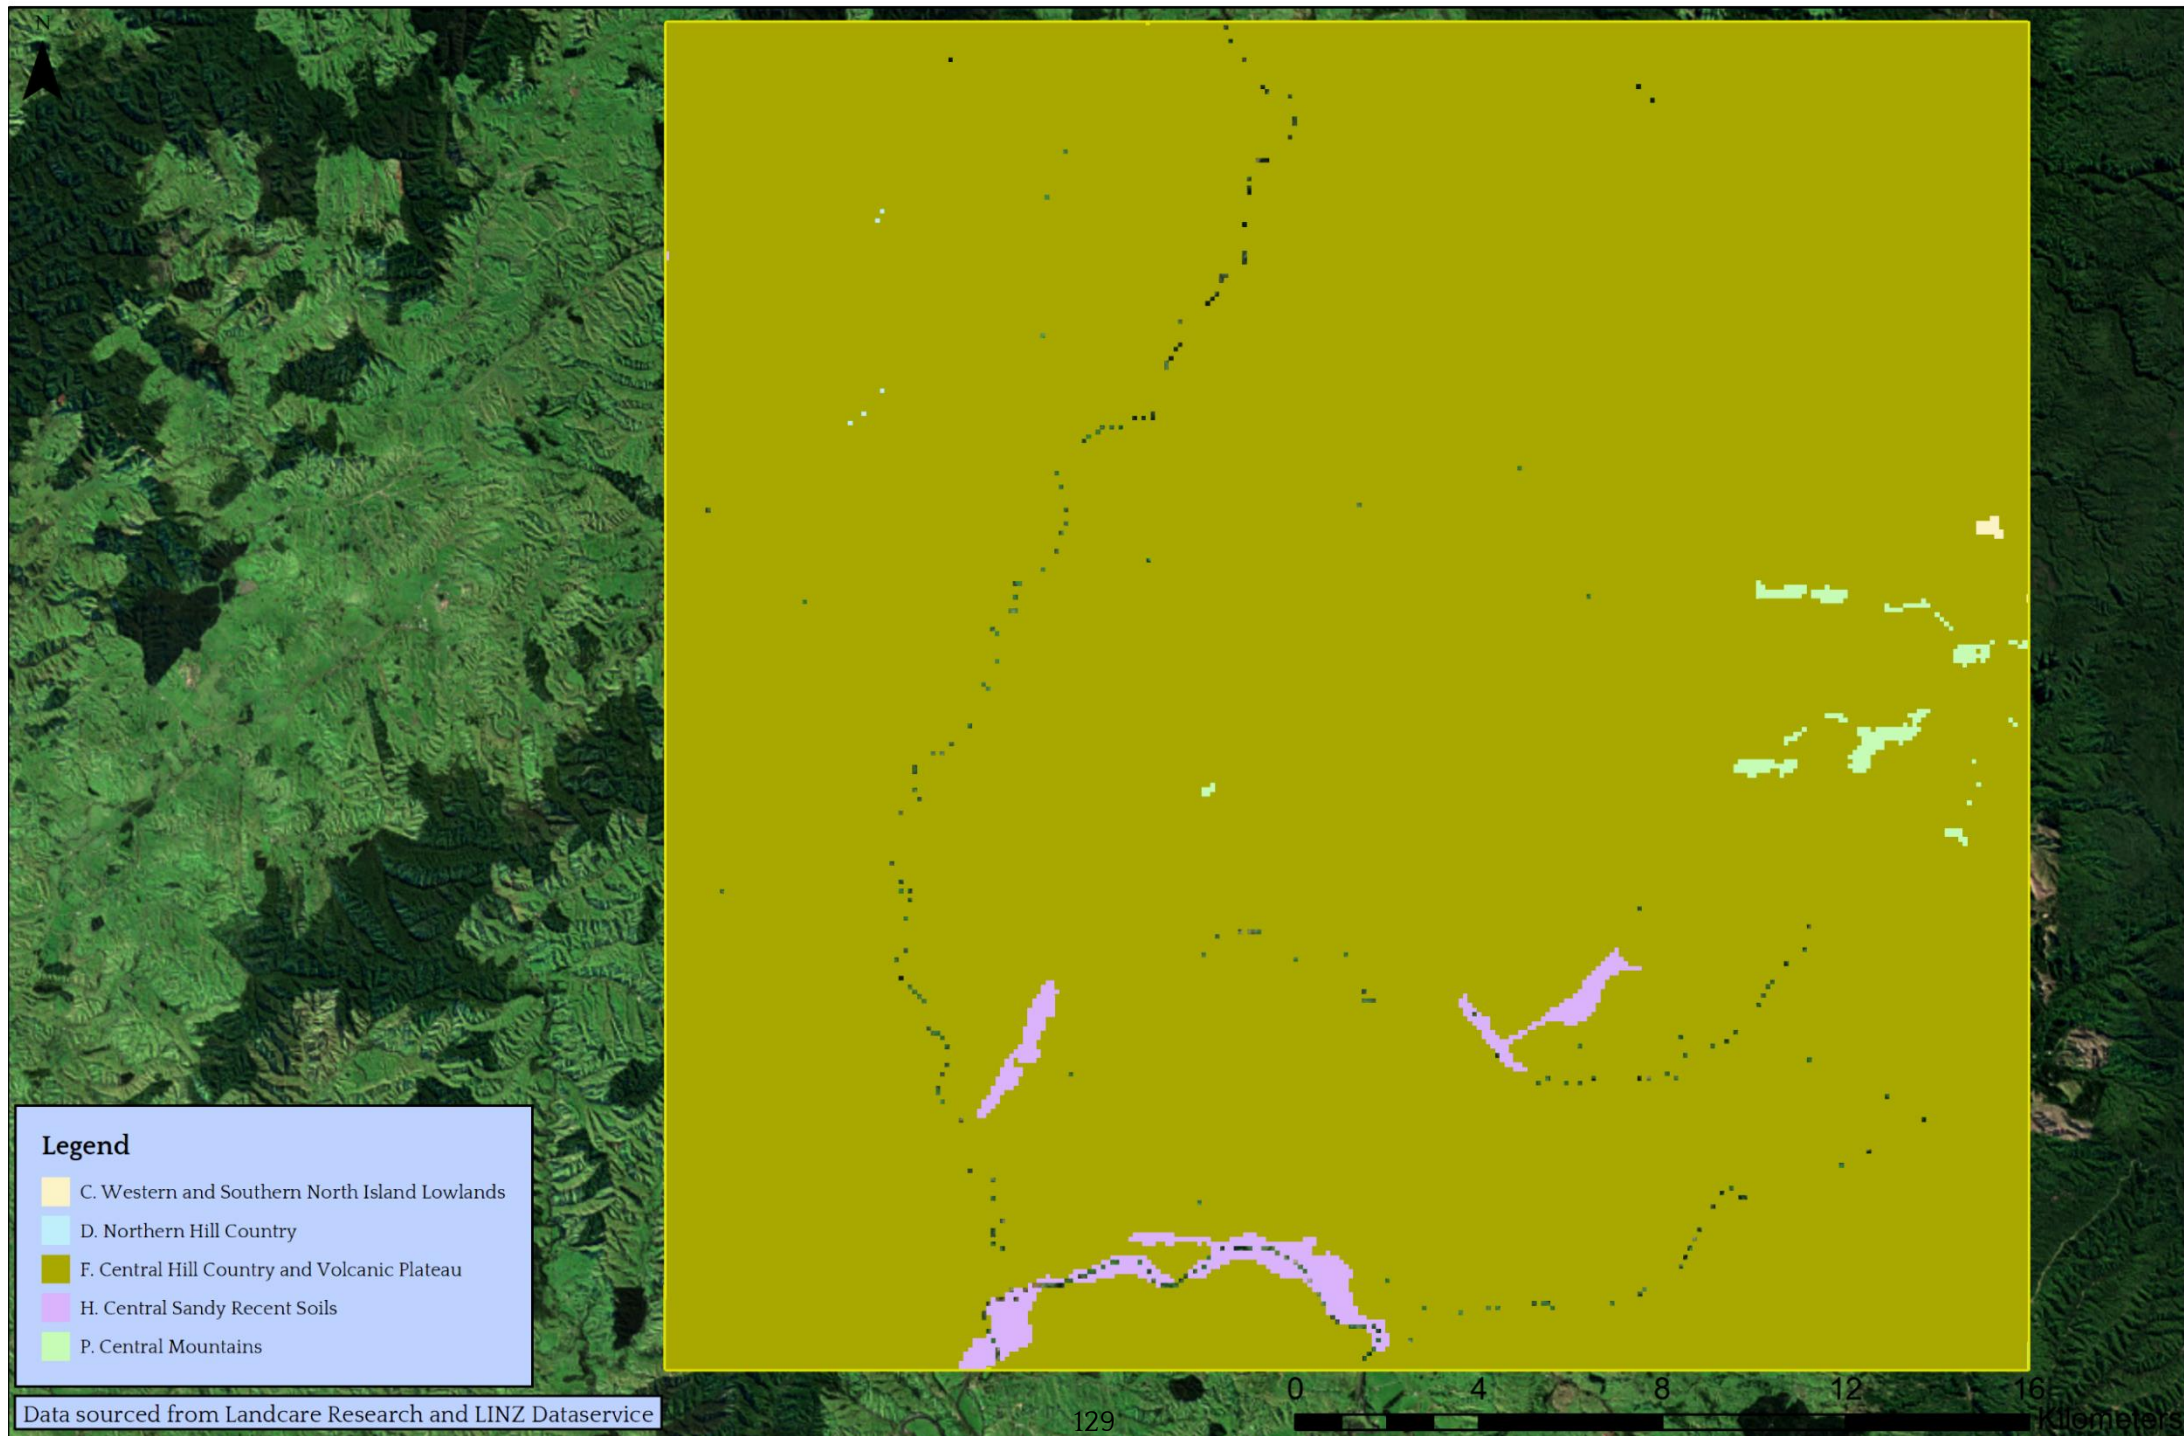 N
Legend
C. Western and Southern North Island Lowlands
D. Northern Hill Country
F. Central Hill Country and Volcanic Plateau
H. Central Sandy Recent Soils
P. Central Mountains
Data sourced from Landcare Research and LINZ Dataservice
0 4 8 12 16
Kilometers
129